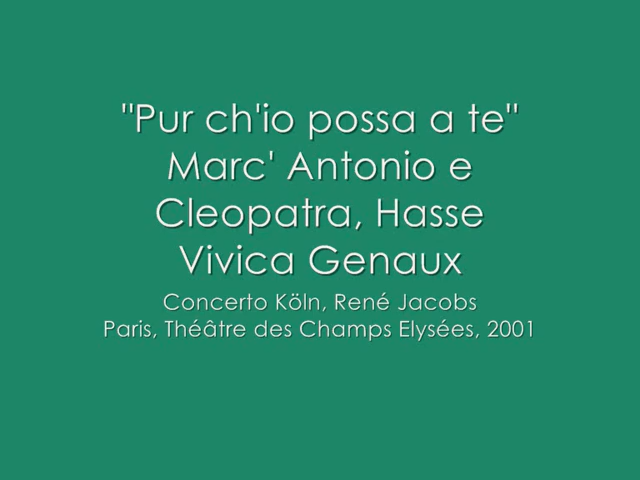 "Pur ch'io possa a te"
Marc' Antonio e
Cleopatra, Hasse
Vivica Genaux
Concerto Köln, René Jacobs
Paris, Théâtre des Champs Elysées, 2001